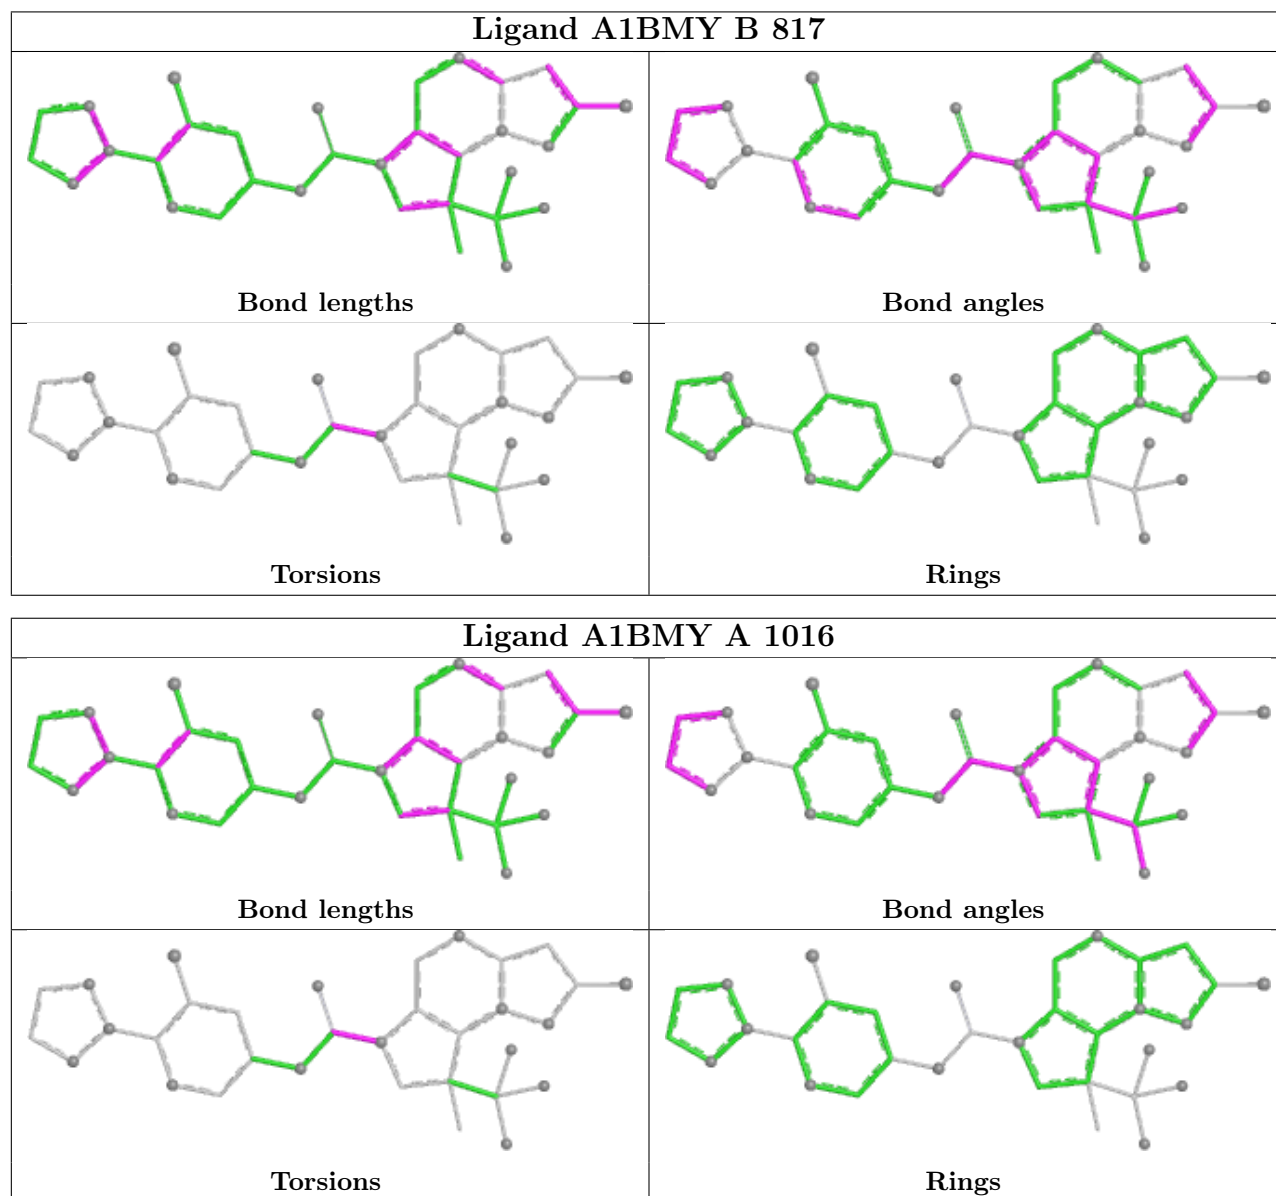 Ligand A1BMY B 817
Bond lengths
Bond angles
Torsions
Rings
Ligand A1BMY A 1016
Bond lengths
Bond angles
Torsions
Rings